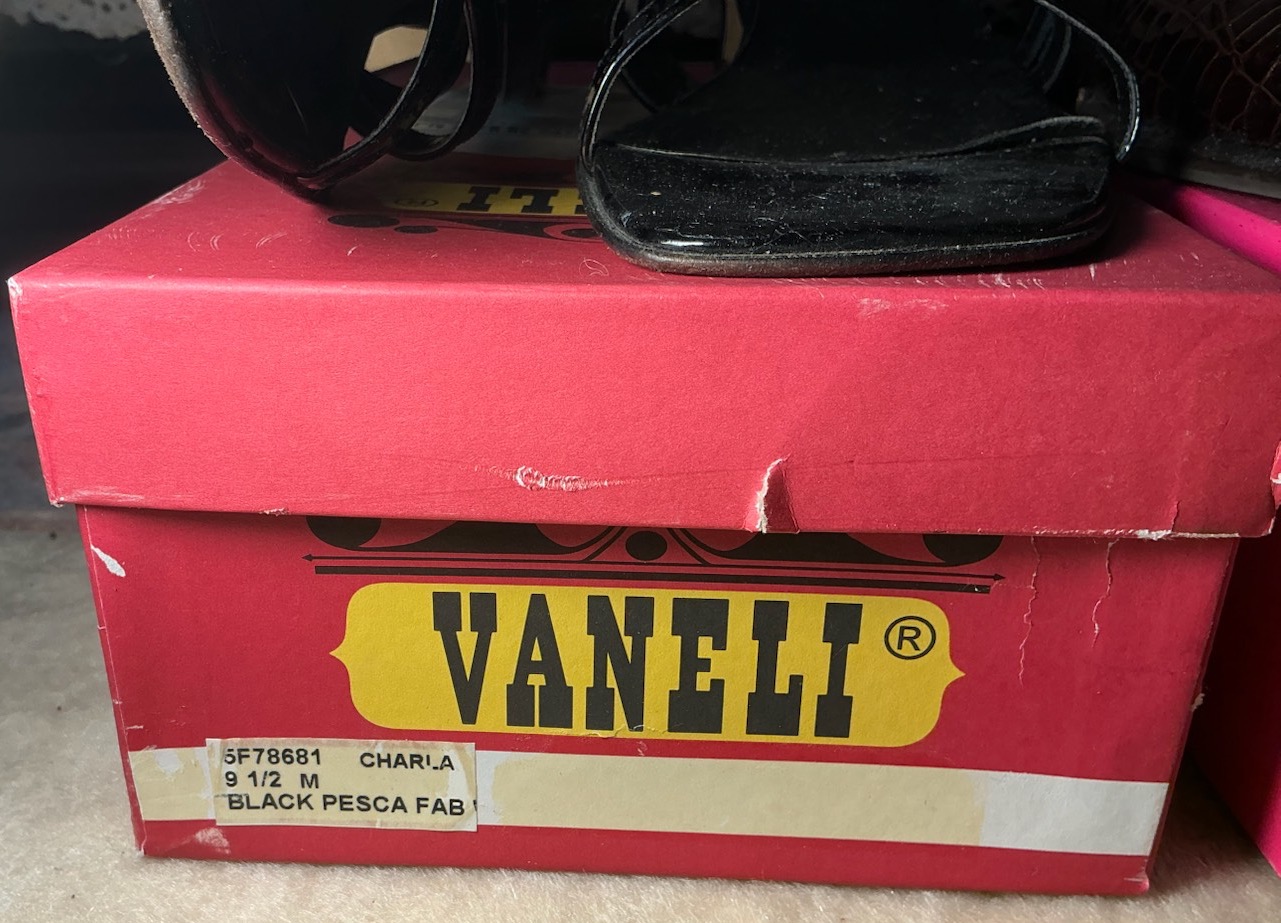 VANELI®
5F78681 CHARLA
9 1/2 M
BLACK PESCA FAB